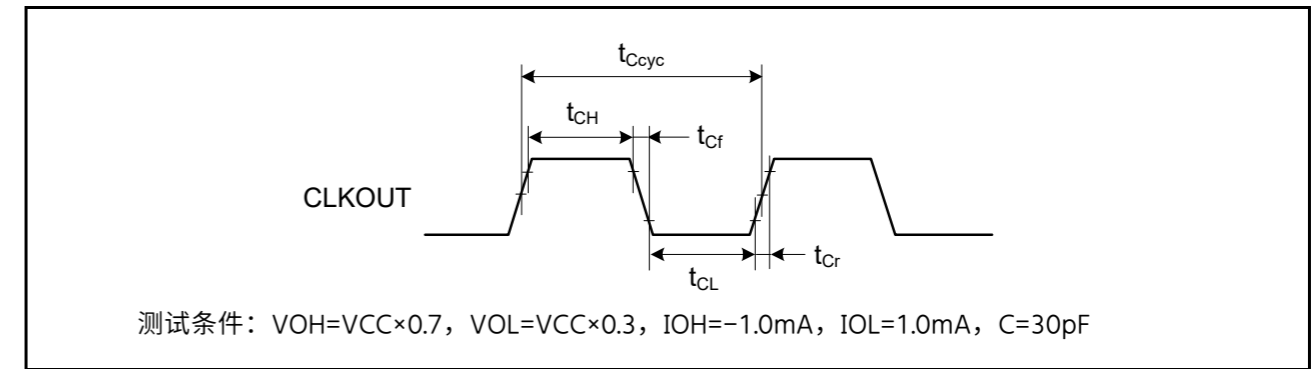 tCcyc
tCH
tCf
CLKOUT
tCL
tCr
测试条件：VOH=VCC×0.7，VOL=VCC×0.3，IOH=−1.0mA，IOL=1.0mA，C=30pF